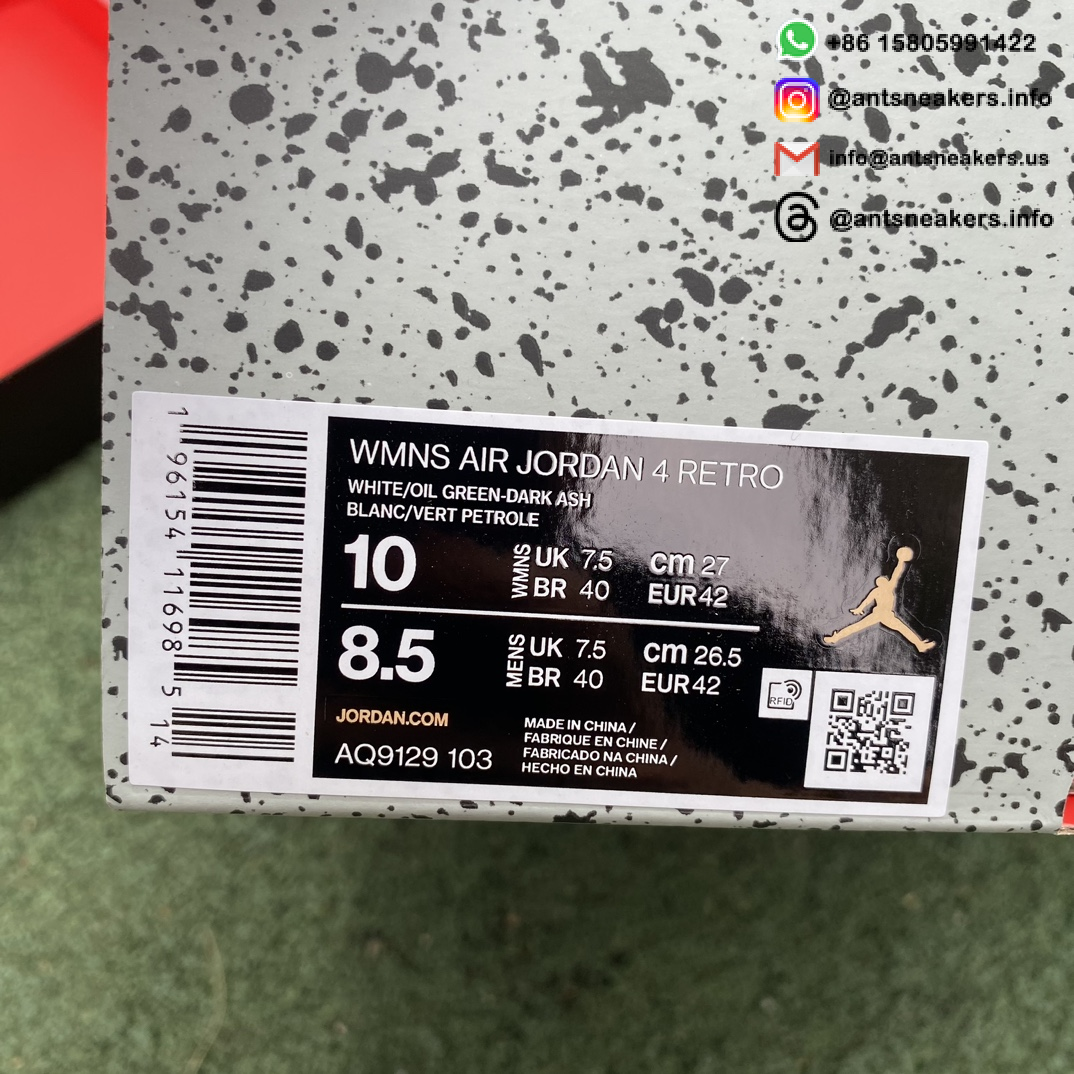 +86 15805991422
@antsneakers.info
info@antsneakers.us
@antsneakers.info
WMNS AIR JORDAN 4 RETRO
WHITE/OIL GREEN-DARK ASH
BLANC/VERT PETROLE
10
WMNS
UK 7.5 cm 27
BR 40 EUR 42
8.5
MENS
UK 7.5 cm 26.5
BR 40 EUR 42
RFID
JORDAN.COM
AQ9129 103
MADE IN CHINA /
FABRIQUE EN CHINE /
FABRICADO NA CHINA /
HECHO EN CHINA
1 96154 11698 5 14